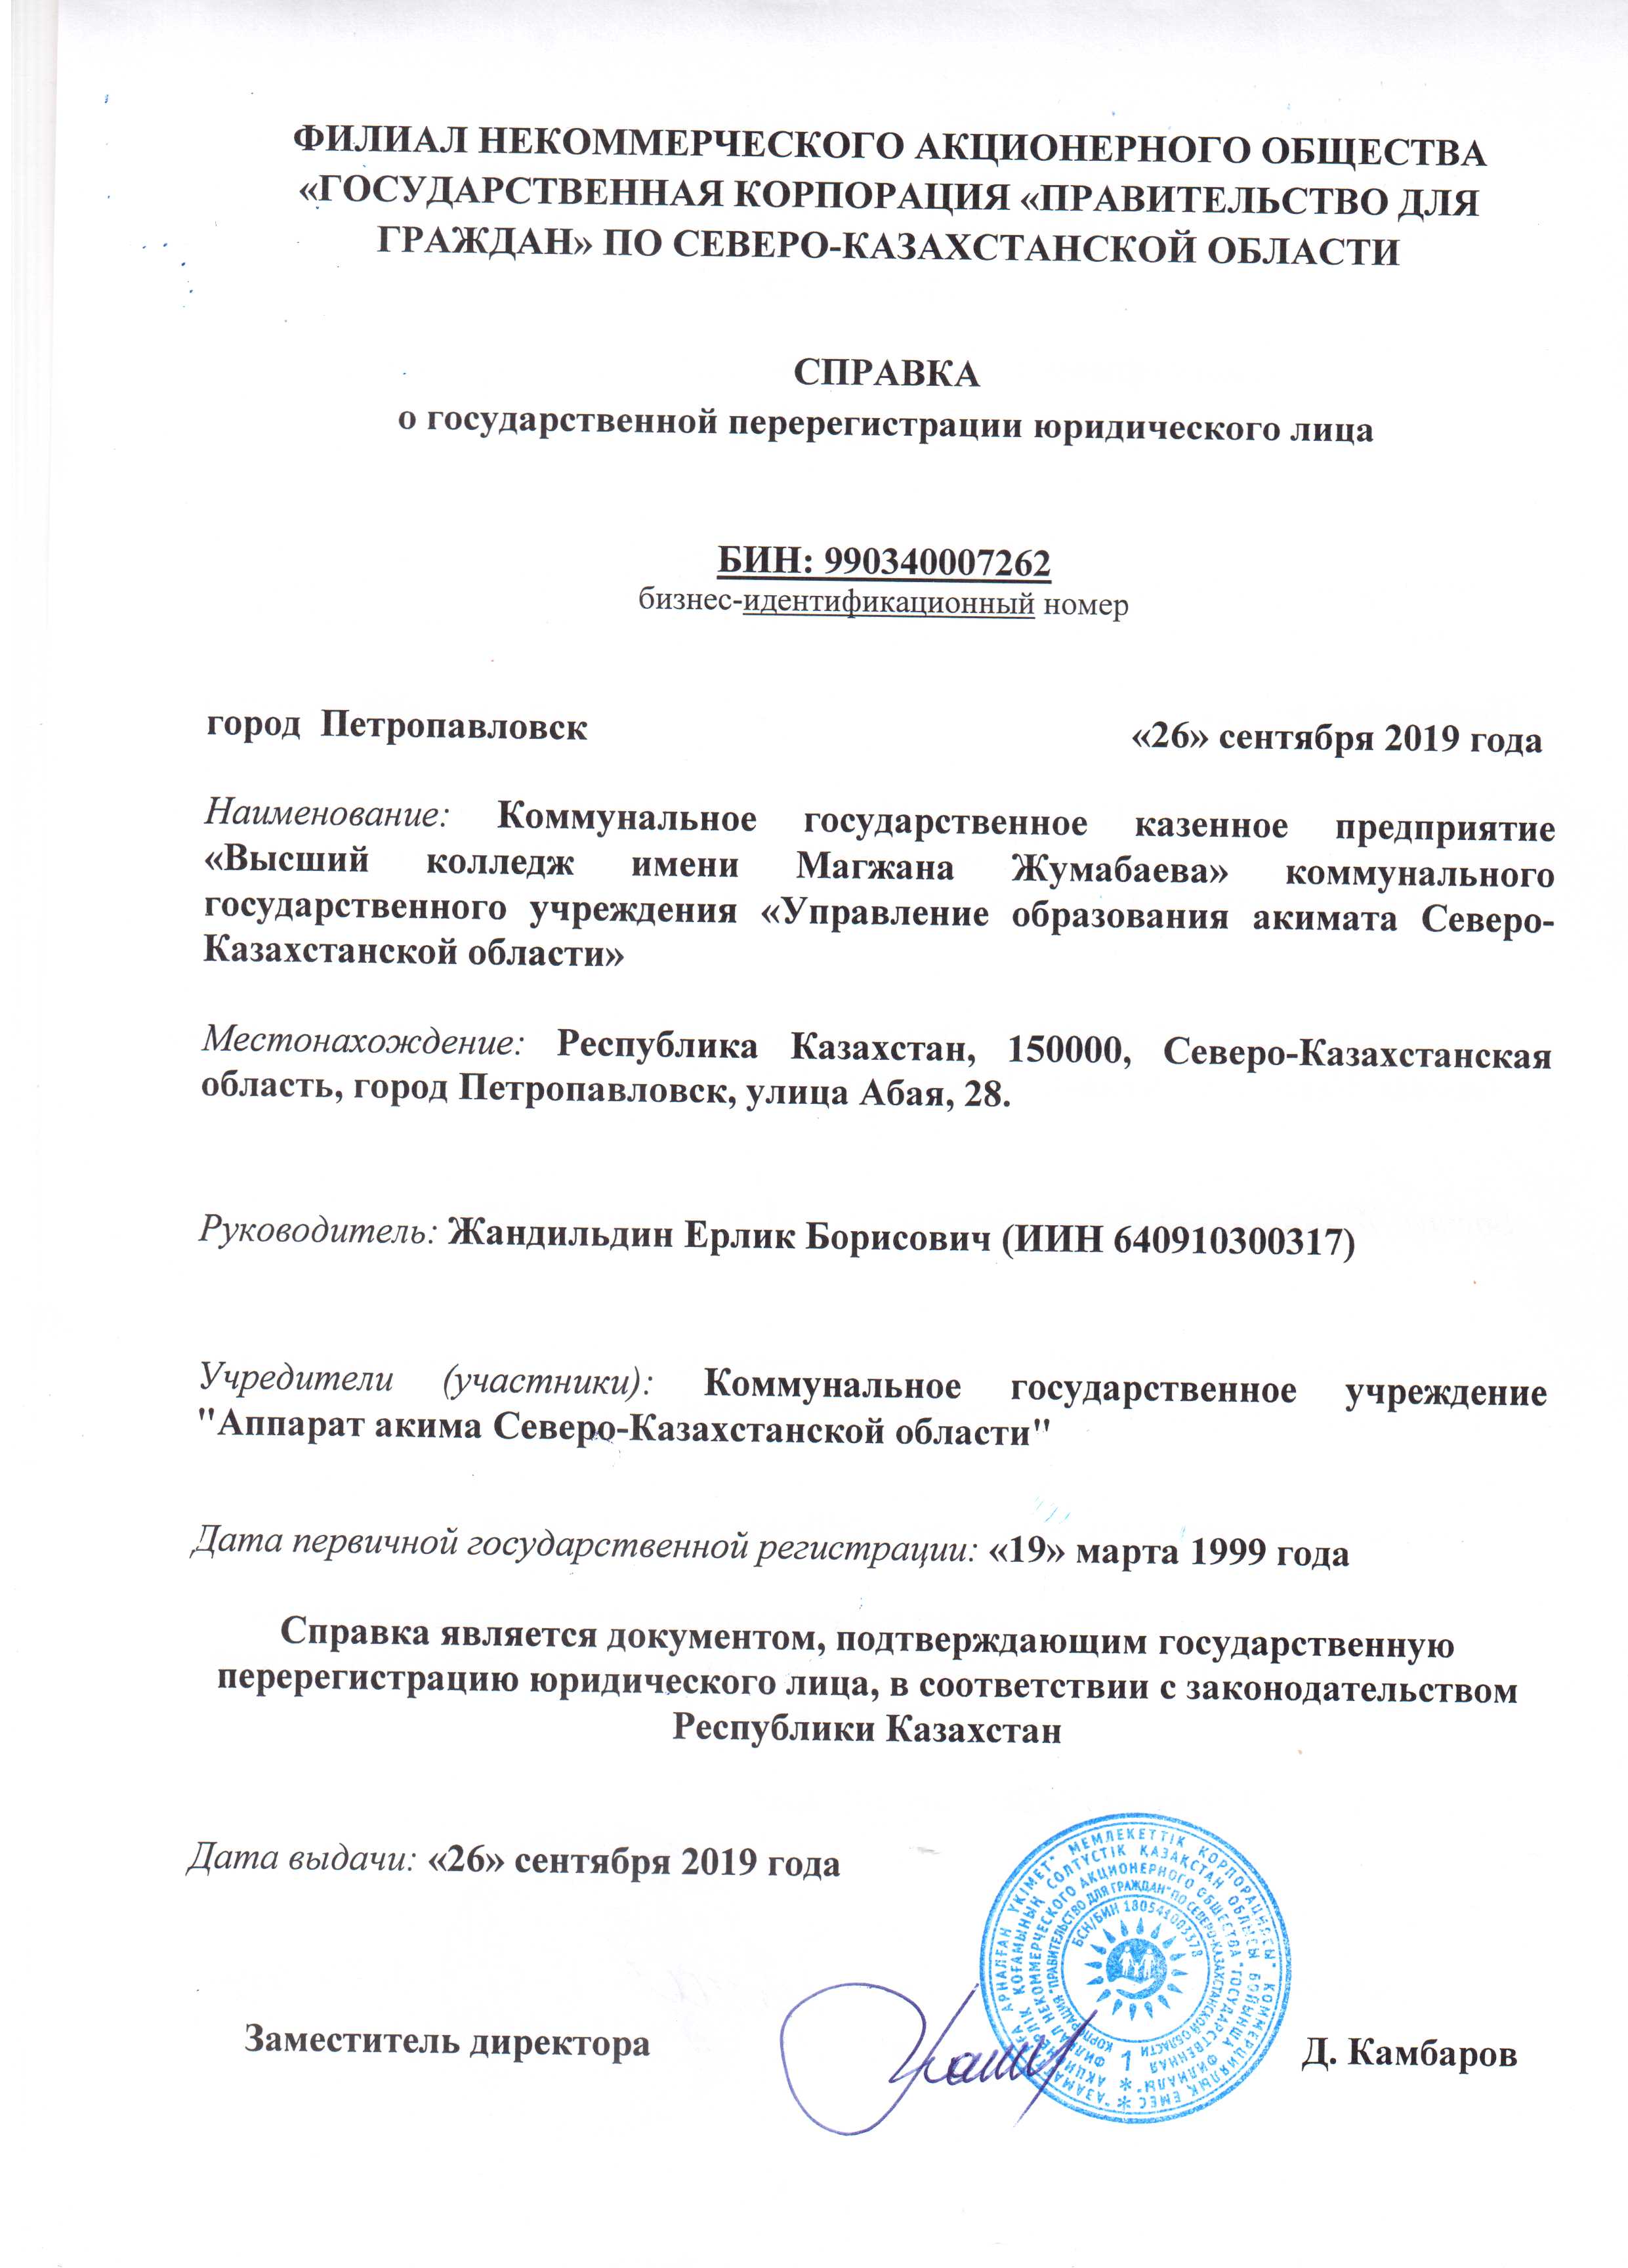 ФИЛИАЛ НЕКОММЕРЧЕСКОГО АКЦИОНЕРНОГО ОБЩЕСТВА
«ГОСУДАРСТВЕННАЯ КОРПОРАЦИЯ «ПРАВИТЕЛЬСТВО ДЛЯ
ГРАЖДАН» ПО СЕВЕРО-КАЗАХСТАНСКОЙ ОБЛАСТИ
СПРАВКА
о государственной перерегистрации юридического лица
БИН: 990340007262
бизнес-идентификационный номер
город Петропавловск «26» сентября 2019 года
Наименование: Коммунальное государственное казенное предприятие
«Высший колледж имени Магжана Жумабаева» коммунального
государственного учреждения «Управление образования акимата Северо-
Казахстанской области»
Местонахождение: Республика Казахстан, 150000, Северо-Казахстанская
область, город Петропавловск, улица Абая, 28.
Руководитель: Жандильдин Ерлик Борисович (ИИН 640910300317)
Учредители (участники): Коммунальное государственное учреждение
"Аппарат акима Северо-Казахстанской области"
Дата первичной государственной регистрации: «19» марта 1999 года
Справка является документом, подтверждающим государственную
перерегистрацию юридического лица, в соответствии с законодательством
Республики Казахстан
Дата выдачи: «26» сентября 2019 года
"АЗАМАТТАРҒА АРНАЛҒАН ҮКІМЕТ" МЕМЛЕКЕТТІК КОРПОРАЦИЯСЫ" КОММЕРЦИЯЛЫҚ ЕМЕС
АКЦИОНЕРЛІК ҚОҒАМЫНЫҢ СОЛТҮСТІК ҚАЗАҚСТАН ОБЛЫСЫ БОЙЫНША ФИЛИАЛЫ"
ФИЛИАЛ НЕКОММЕРЧЕСКОГО АКЦИОНЕРНОГО ОБЩЕСТВА "ГОСУДАРСТВЕННАЯ
КОРПОРАЦИЯ "ПРАВИТЕЛЬСТВО ДЛЯ ГРАЖДАН" ПО СЕВЕРО-КАЗАХСТАНСКОЙ ОБЛАСТИ
БСН/БИН 180541003378
1
Заместитель директора Д. Камбаров